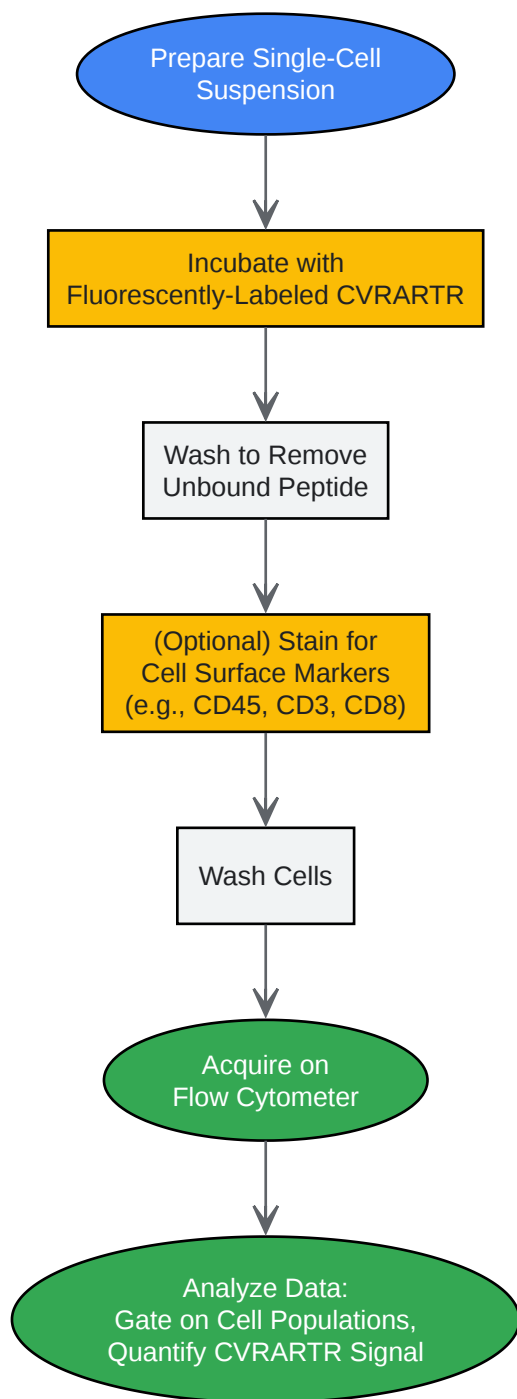 Prepare Single-Cell
Suspension
Incubate with
Fluorescently-Labeled CVRARTR
Wash to Remove
Unbound Peptide
(Optional) Stain for
Cell Surface Markers
(e.g., CD45, CD3, CD8)
Wash Cells
Acquire on
Flow Cytometer
Analyze Data:
Gate on Cell Populations,
Quantify CVRARTR Signal